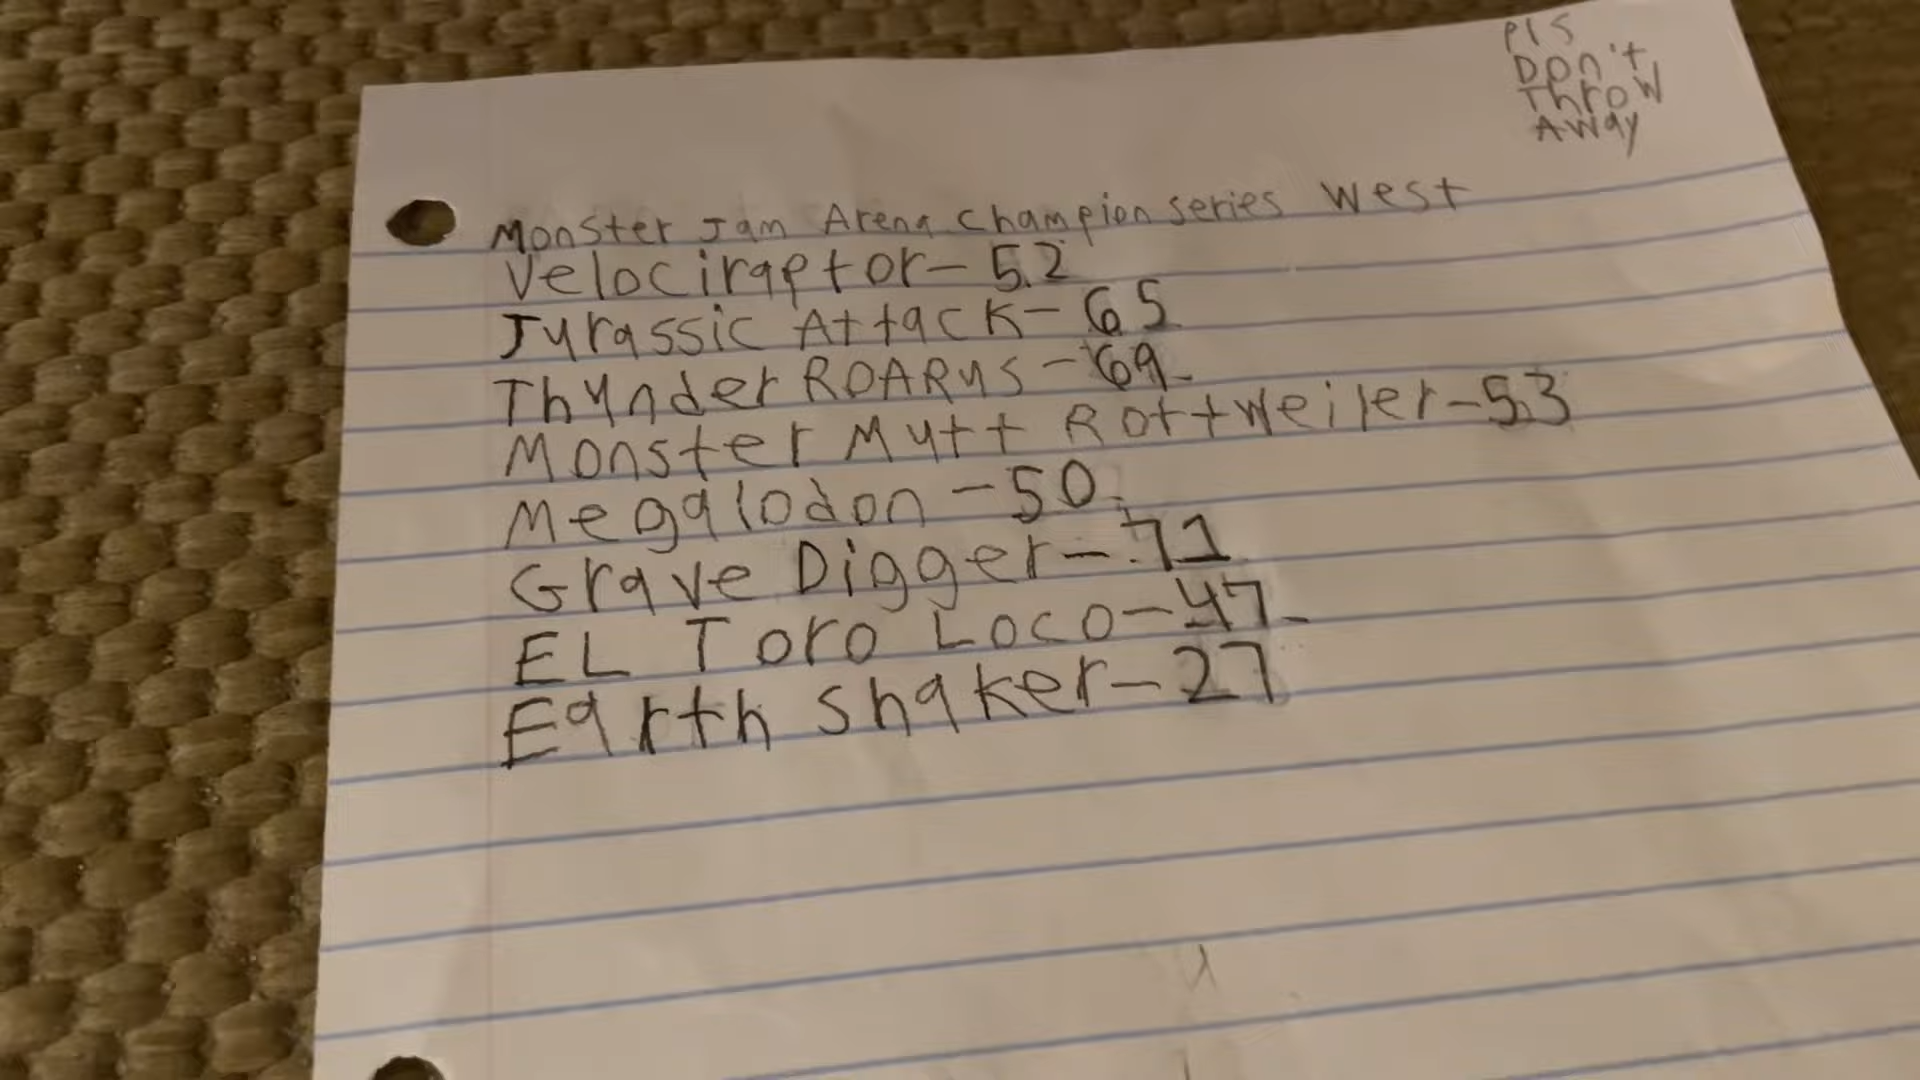 Pls
Don't
Throw
Away
Monster Jam Arena Champion series West
Velociraptor-52
Jurassic Attack-65
Thunder ROARus-69
Monster Mutt Rottweiler-53
Megalodon-50
Grave Digger-71
EL Toro Loco-47
Earth shaker-27